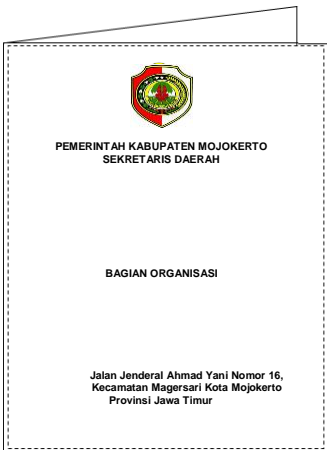 PEMERINTAH KABUPATEN MOJOKERTO
SEKRETARIS DAERAH
BAGIAN ORGANISASI
Jalan Jenderal Ahmad Yani Nomor 16,
Kecamatan Magersari Kota Mojokerto
Provinsi Jawa Timur